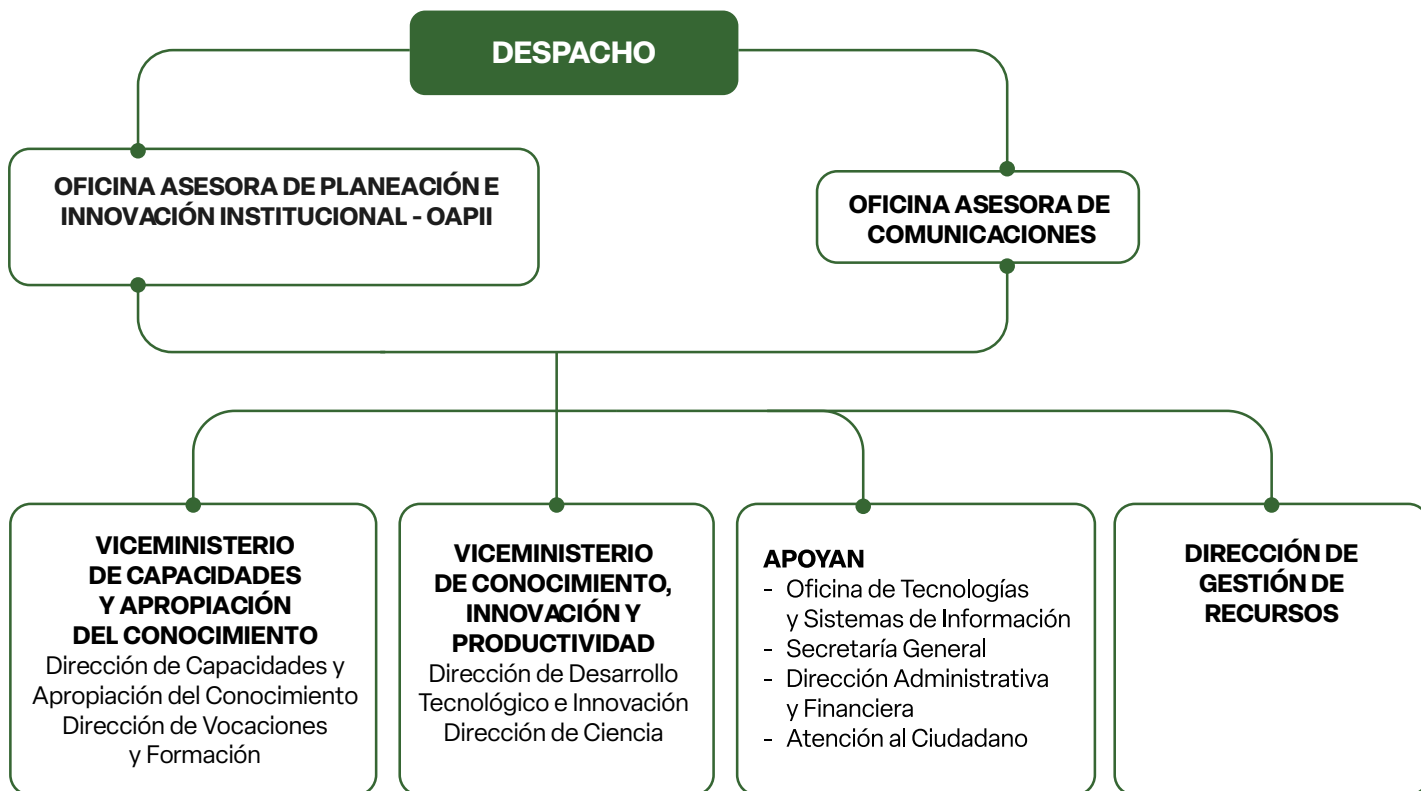 DESPACHO
OFICINA ASESORA DE PLANEACIÓN E
INNOVACIÓN INSTITUCIONAL - OAPII
OFICINA ASESORA DE
COMUNICACIONES
VICEMINISTERIO
DE CAPACIDADES
Y APROPIACIÓN
DEL CONOCIMIENTO
Dirección de Capacidades y
Apropiación del Conocimiento
Dirección de Vocaciones
y Formación
VICEMINISTERIO
DE CONOCIMIENTO,
INNOVACIÓN Y
PRODUCTIVIDAD
Dirección de Desarrollo
Tecnológico e Innovación
Dirección de Ciencia
APOYAN
- Oficina de Tecnologías
y Sistemas de Información
- Secretaría General
- Dirección Administrativa
y Financiera
- Atención al Ciudadano
DIRECCIÓN DE
GESTIÓN DE
RECURSOS